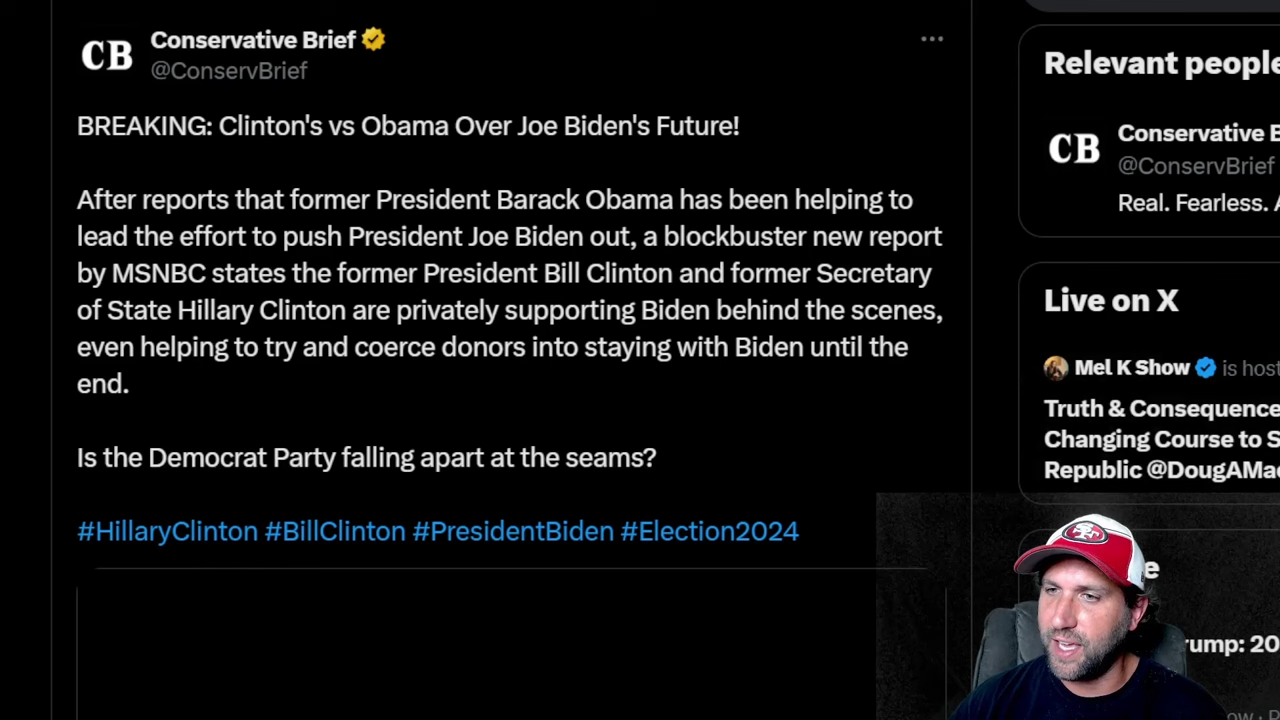 CB
Conservative Brief
@ConservBrief
BREAKING: Clinton's vs Obama Over Joe Biden's Future!
After reports that former President Barack Obama has been helping to
lead the effort to push President Joe Biden out, a blockbuster new report
by MSNBC states the former President Bill Clinton and former Secretary
of State Hillary Clinton are privately supporting Biden behind the scenes,
even helping to try and coerce donors into staying with Biden until the
end.
Is the Democrat Party falling apart at the seams?
#HillaryClinton #BillClinton #PresidentBiden #Election2024
Relevant people
CB
Conservative
@ConservBrief
Real. Fearless.
Live on X
Mel K Show is
Truth & Consequence
Changing Course to
Republic
SF